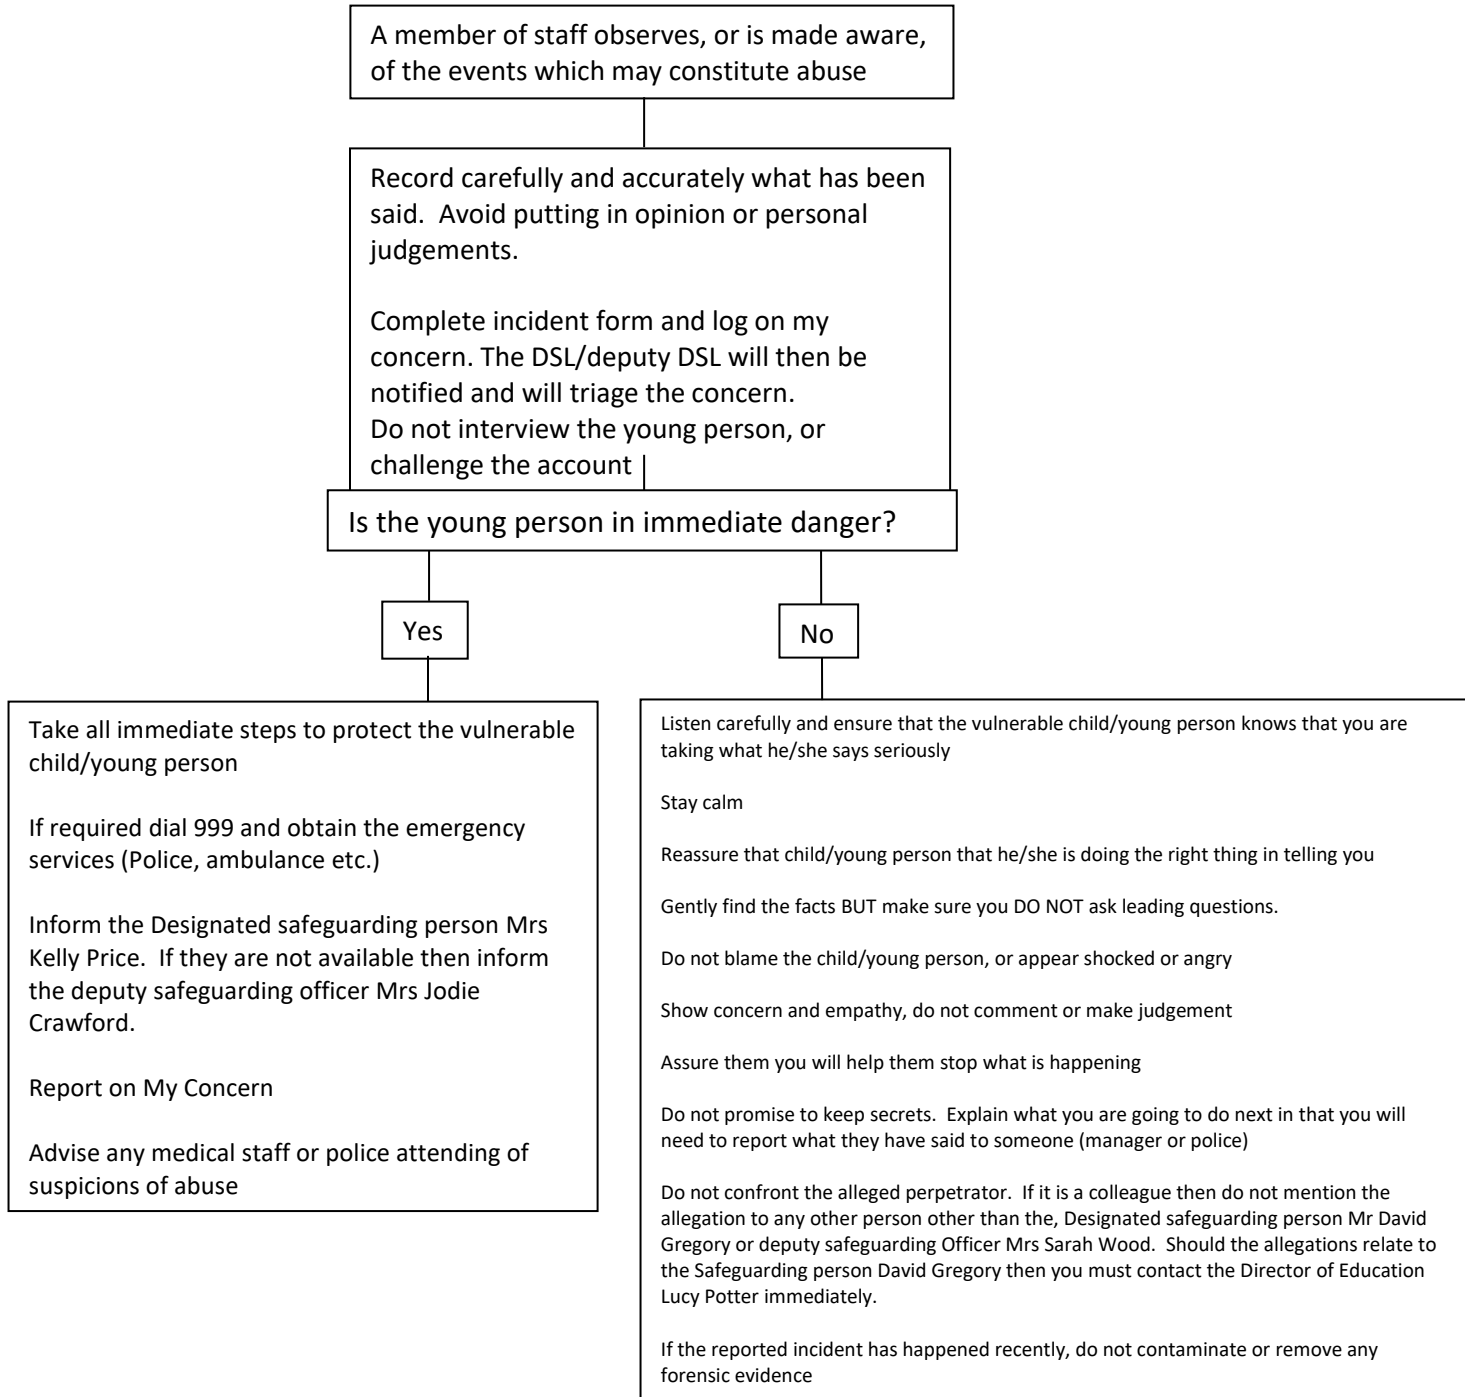 A member of staff observes, or is made aware,
of the events which may constitute abuse
Record carefully and accurately what has been
said.  Avoid putting in opinion or personal
judgements.
Complete incident form and log on my
concern. The DSL/deputy DSL will then be
notified and will triage the concern.
Do not interview the young person, or
challenge the account
Is the young person in immediate danger?
Yes
No
Take all immediate steps to protect the vulnerable
child/young person
If required dial 999 and obtain the emergency
services (Police, ambulance etc.)
Inform the Designated safeguarding person Mrs
Kelly Price.  If they are not available then inform
the deputy safeguarding officer Mrs Jodie
Crawford.
Report on My Concern
Advise any medical staff or police attending of
suspicions of abuse
Listen carefully and ensure that the vulnerable child/young person knows that you are
taking what he/she says seriously
Stay calm
Reassure that child/young person that he/she is doing the right thing in telling you
Gently find the facts BUT make sure you DO NOT ask leading questions.
Do not blame the child/young person, or appear shocked or angry
Show concern and empathy, do not comment or make judgement
Assure them you will help them stop what is happening
Do not promise to keep secrets.  Explain what you are going to do next in that you will
need to report what they have said to someone (manager or police)
Do not confront the alleged perpetrator.  If it is a colleague then do not mention the
allegation to any other person other than the, Designated safeguarding person Mr David
Gregory or deputy safeguarding Officer Mrs Sarah Wood.  Should the allegations relate to
the Safeguarding person David Gregory then you must contact the Director of Education
Lucy Potter immediately.
If the reported incident has happened recently, do not contaminate or remove any
forensic evidence